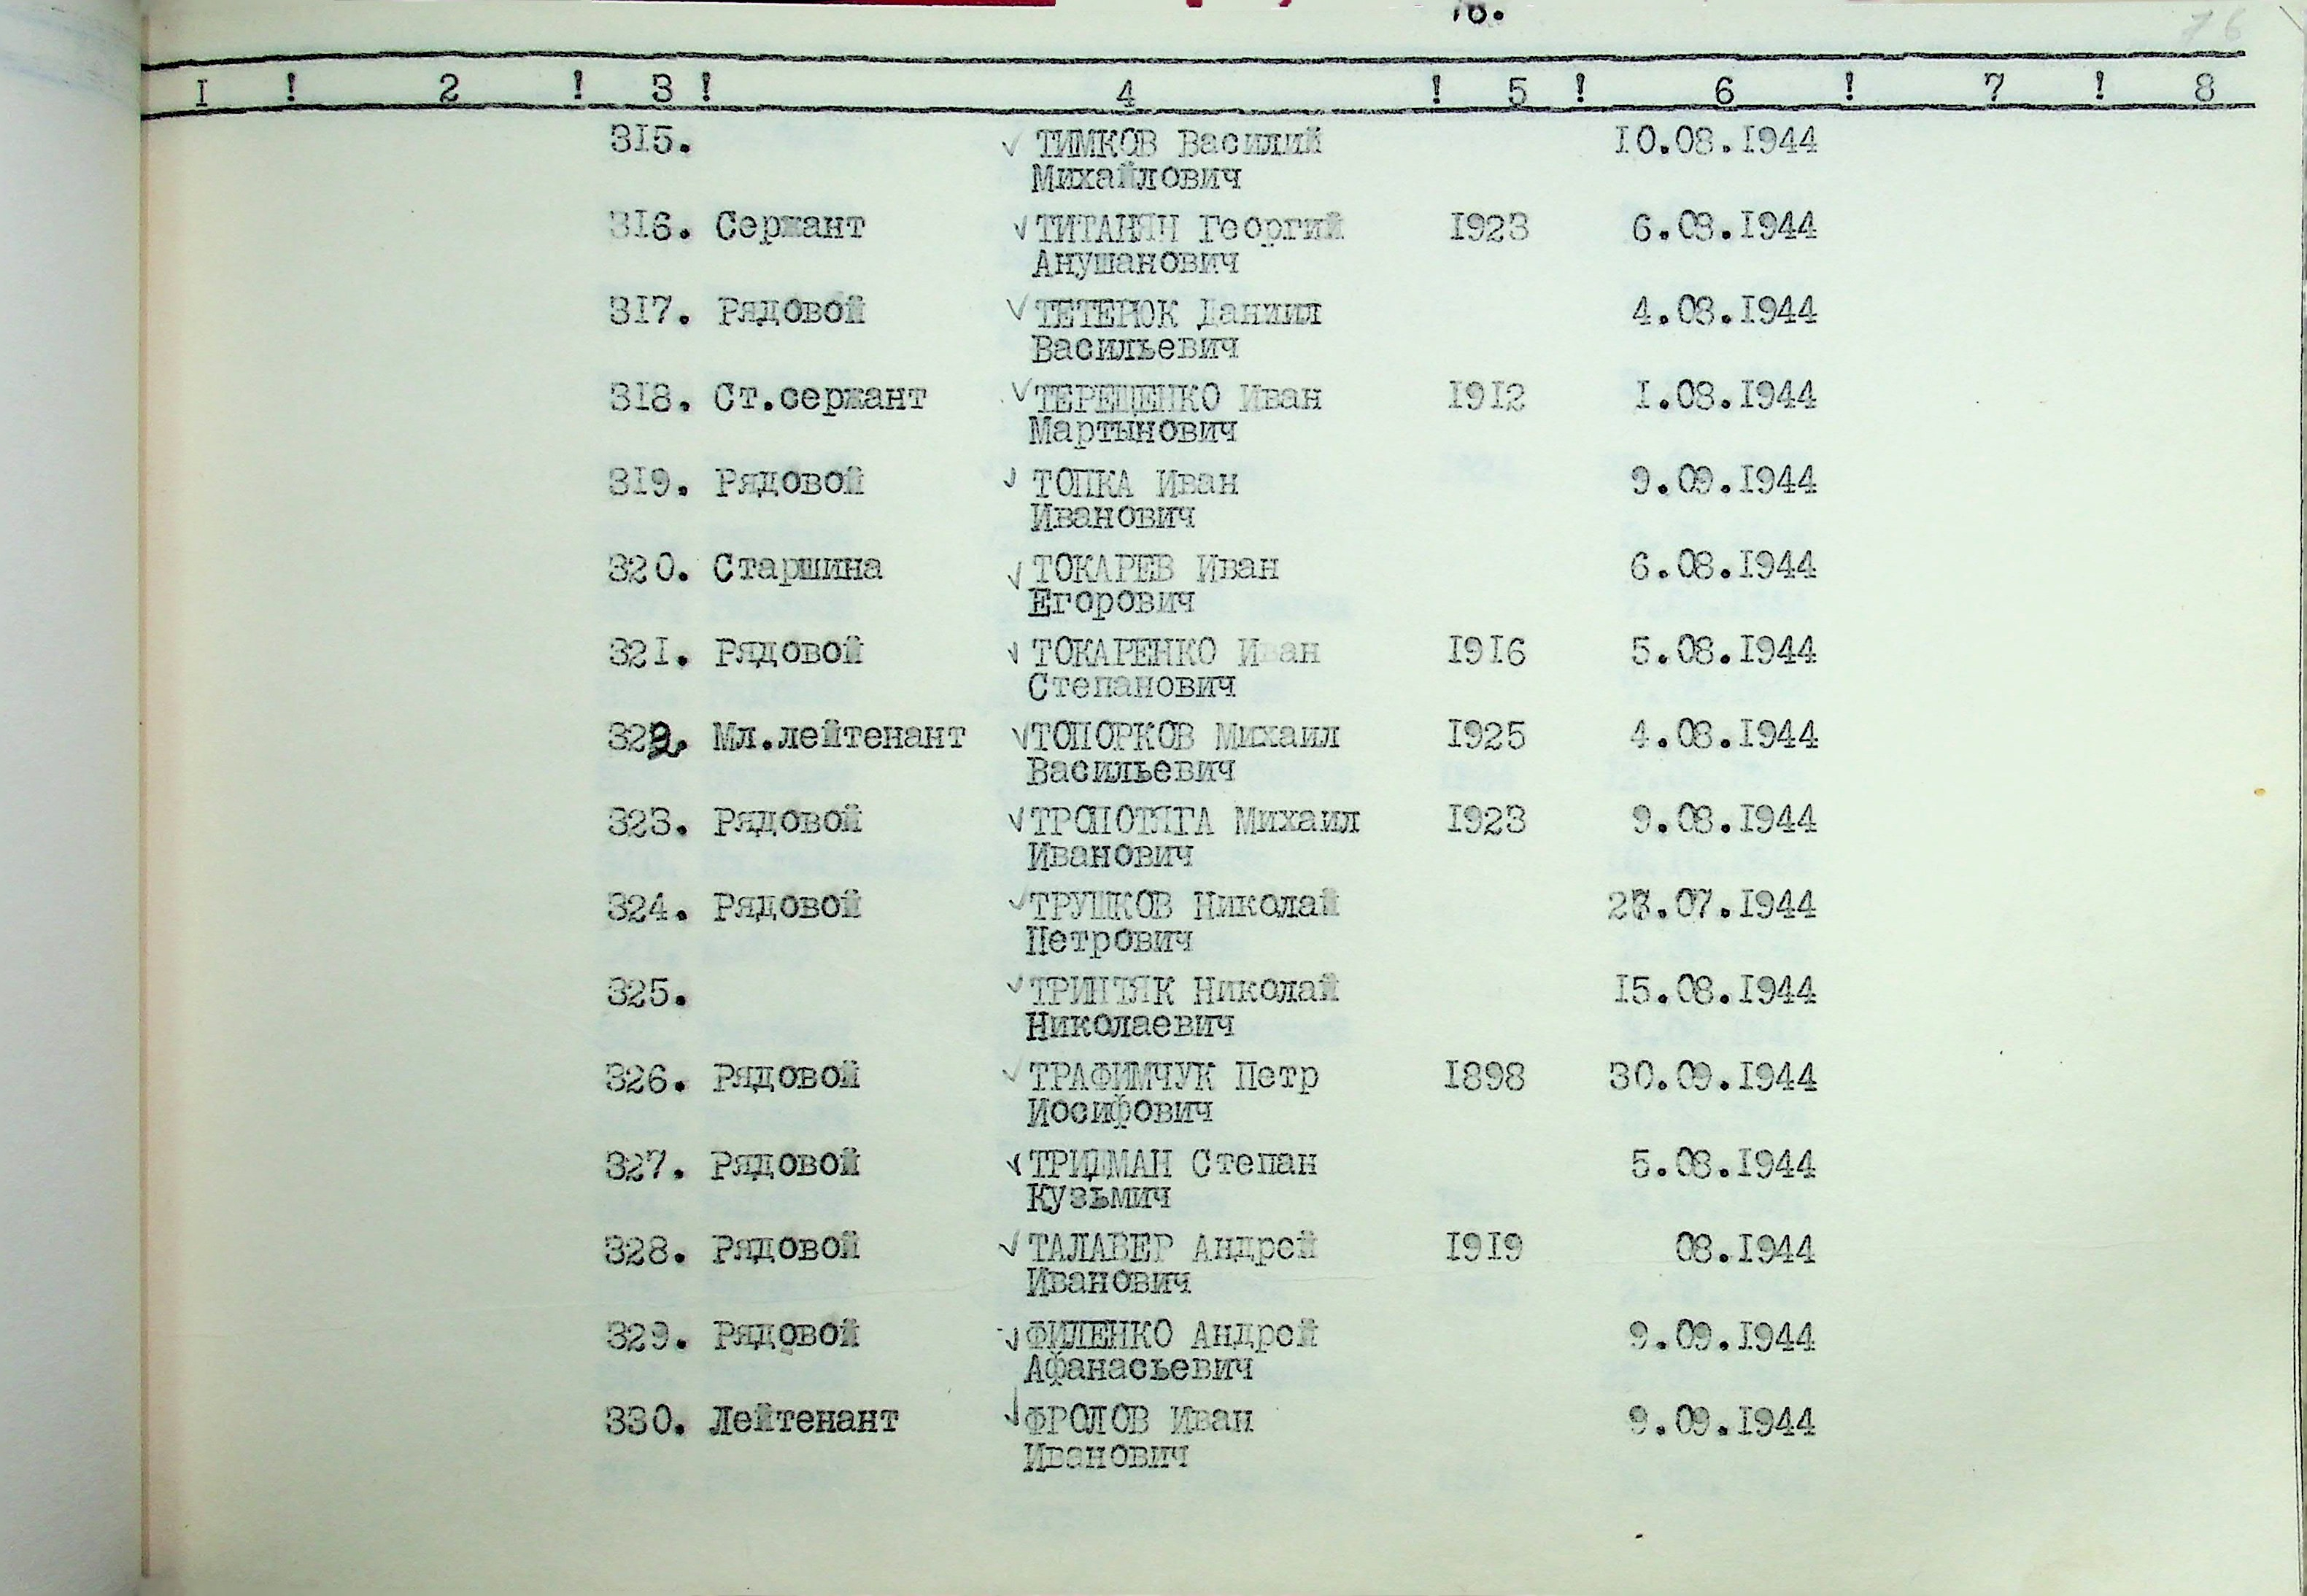 16.
76
I ! 2 ! 3 ! 4 ! 5 ! 6 ! 7 ! 8
315. ТИМКОВ Василий 10.08.1944
Михайлович
316. Сержант ТИТАНЯН Георгий 1923 6.08.1944
Анушанович
317. Рядовой ТЕТЕРЮК Даниил 4.08.1944
Васильевич
318. Ст.сержант ТЕРЕЩЕНКО Иван 1912 1.08.1944
Мартынович
319. Рядовой ТОПКА Иван 9.09.1944
Иванович
320. Старшина ТОКАРЕВ Иван 6.08.1944
Егорович
321. Рядовой ТОКАРЕНКО Иван 1916 5.08.1944
Степанович
322. Мл.лейтенант ТОПОРКОВ Михаил 1925 4.08.1944
Васильевич
323. Рядовой ТРОПОТЯГА Михаил 1923 9.08.1944
Иванович
324. Рядовой ТРУШКОВ Николай .07.1944
Петрович
325. ТРИНТЯК Николай 15.08.1944
Николаевич
326. Рядовой ТРАФИМЧУК Петр 1898 30.09.1944
Иосифович
327. Рядовой ТРИДМАН Степан 5.08.1944
Кузьмич
328. Рядовой ТАЛАВЕР Андрей 1919 08.1944
Иванович
329. Рядовой ФИЛЕНКО Андрей 9.09.1944
Афанасьевич
330. Лейтенант ФРОЛОВ Иван 9.09.1944
Иванович